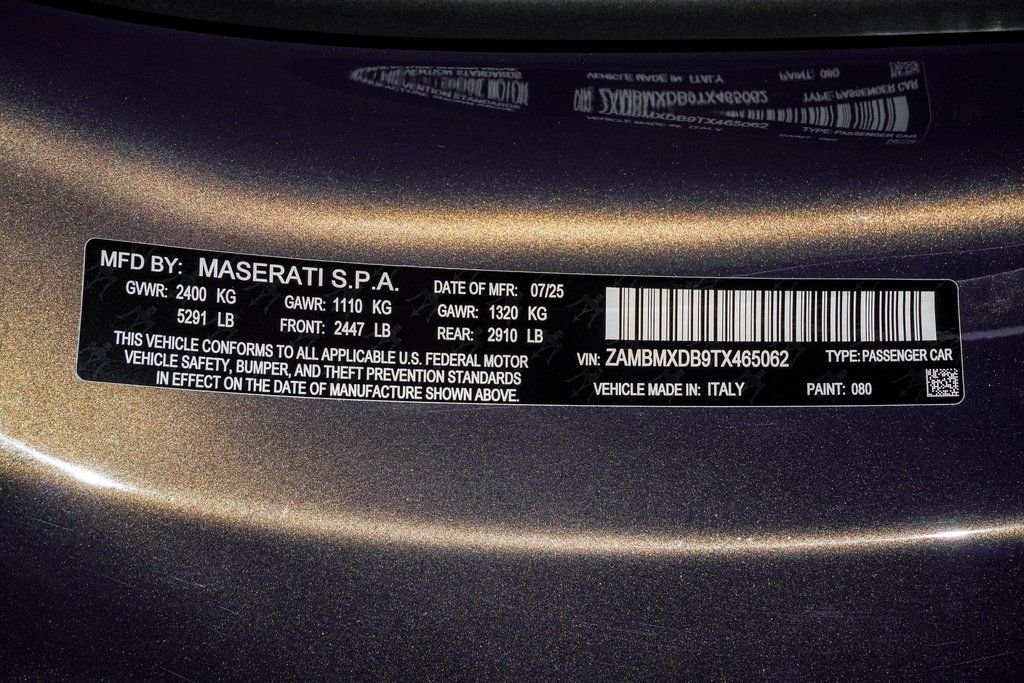 MFD BY: MASERATI S.P.A.
GVWR: 2400 KG
5291 LB
GAWR: 1110 KG
FRONT: 2447 LB
DATE OF MFR: 07/25
GAWR: 1320 KG
REAR: 2910 LB
THIS VEHICLE CONFORMS TO ALL APPLICABLE U.S. FEDERAL MOTOR
VEHICLE SAFETY, BUMPER, AND THEFT PREVENTION STANDARDS
IN EFFECT ON THE DATE OF MANUFACTURE SHOWN ABOVE.
VIN: ZAMBMXDB9TX465062
TYPE: PASSENGER CAR
VEHICLE MADE IN: ITALY
PAINT: 080